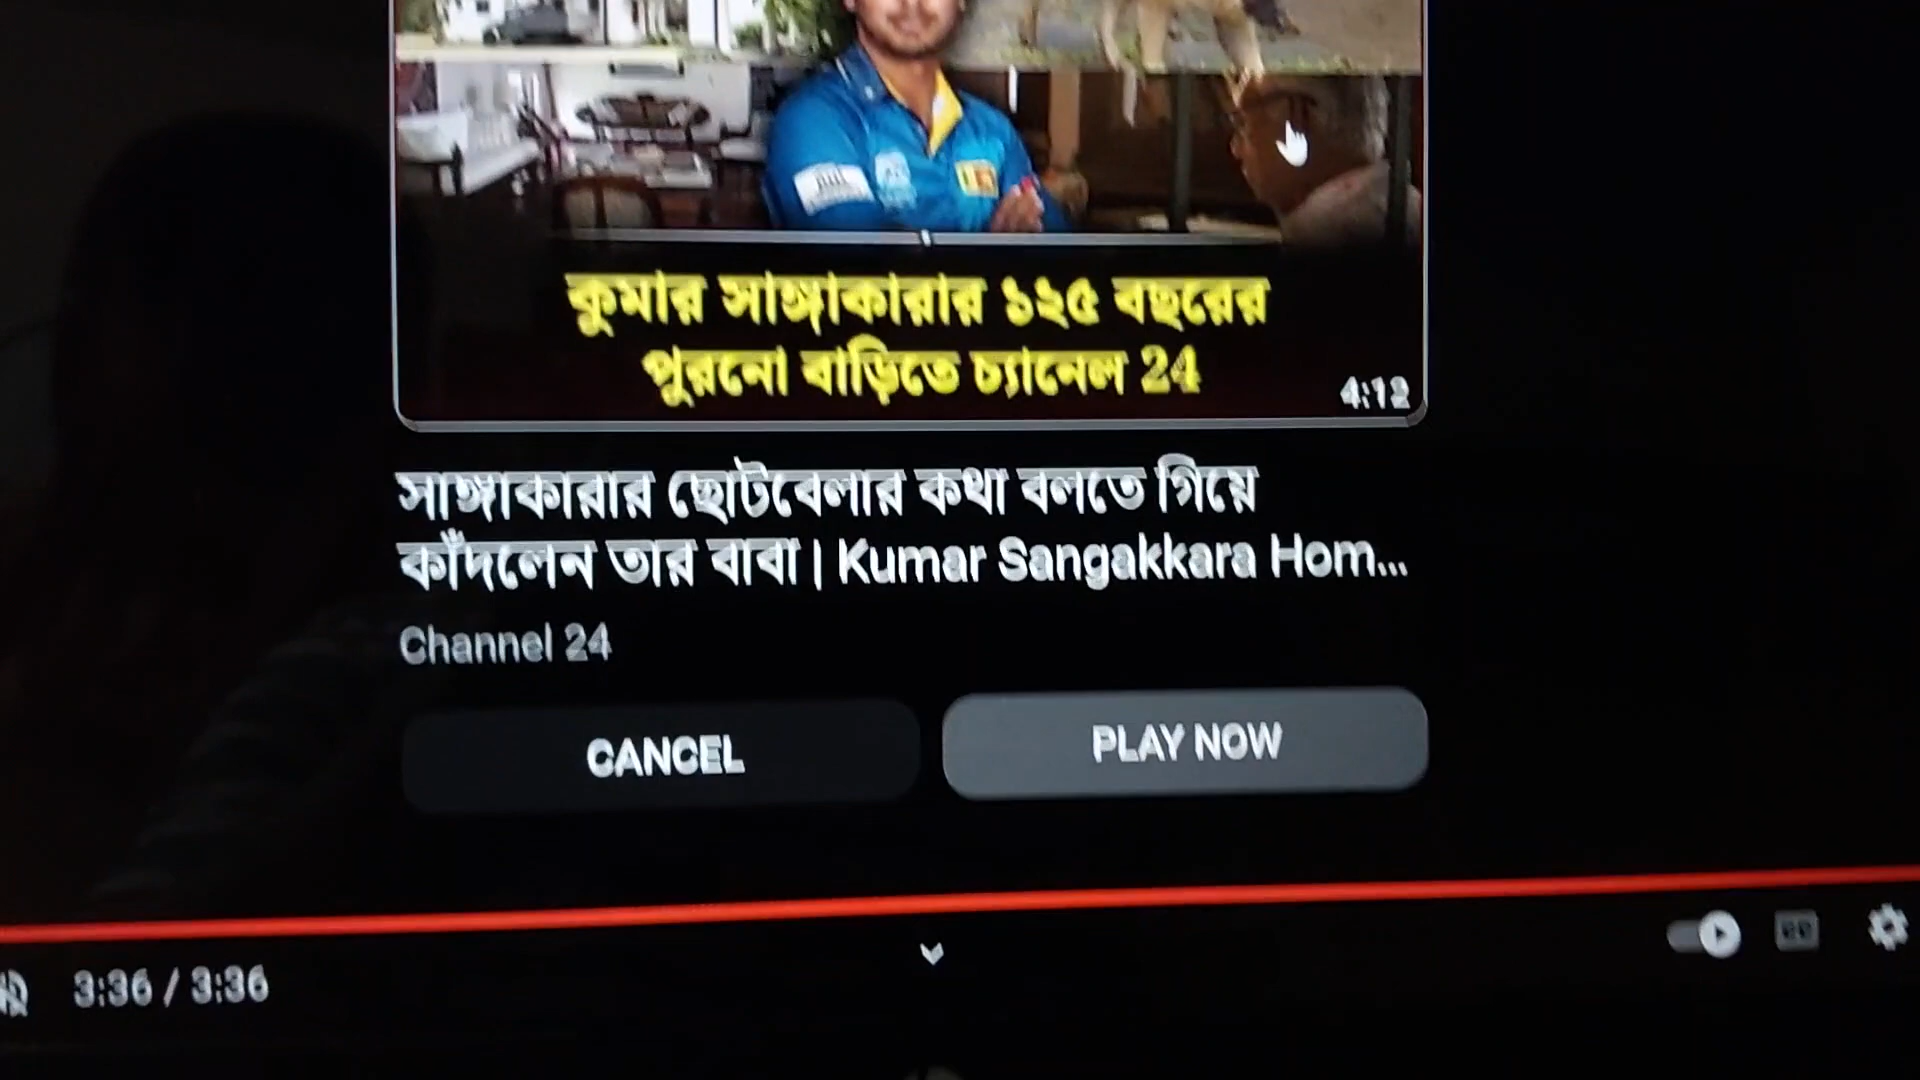 কুমার সাঙ্গাকারার ১২৫ বছরের
পুরনো বাড়িতে চ্যানেল 24
4:12
সাঙ্গাকারার ছোটবেলার কথা বলতে গিয়ে
কাঁদলেন তার বাবা | Kumar Sangakkara Hom...
Channel 24
CANCEL
PLAY NOW
3:36 / 3:36